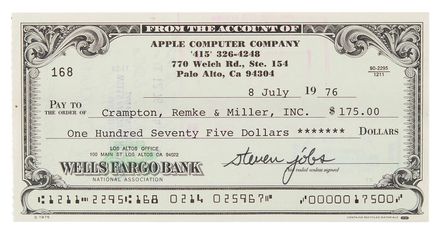 FROM THE ACCOUNT OF
APPLE COMPUTER COMPANY
'415' 326-4248
770 Welch Rd., Ste. 154
Palo Alto, Ca 94304
168
90-2295
1211
8 July 19 76
PAY TO
THE ORDER OF Crampton, Remke & Miller, INC. $ 175.00
One Hundred Seventy Five Dollars ******* DOLLARS
LOS ALTOS OFFICE
100 MAIN ST. LOS ALTOS CA 94022
WELLS FARGO BANK
NATIONAL ASSOCIATION
steven jobs
unless signed
1211 2295 168 0214 025967 0000017500